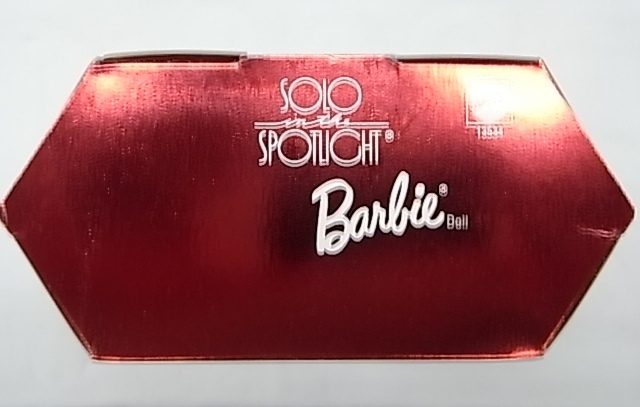 SOLO
in the
SPOTLIGHT®
Barbie® Doll
13534